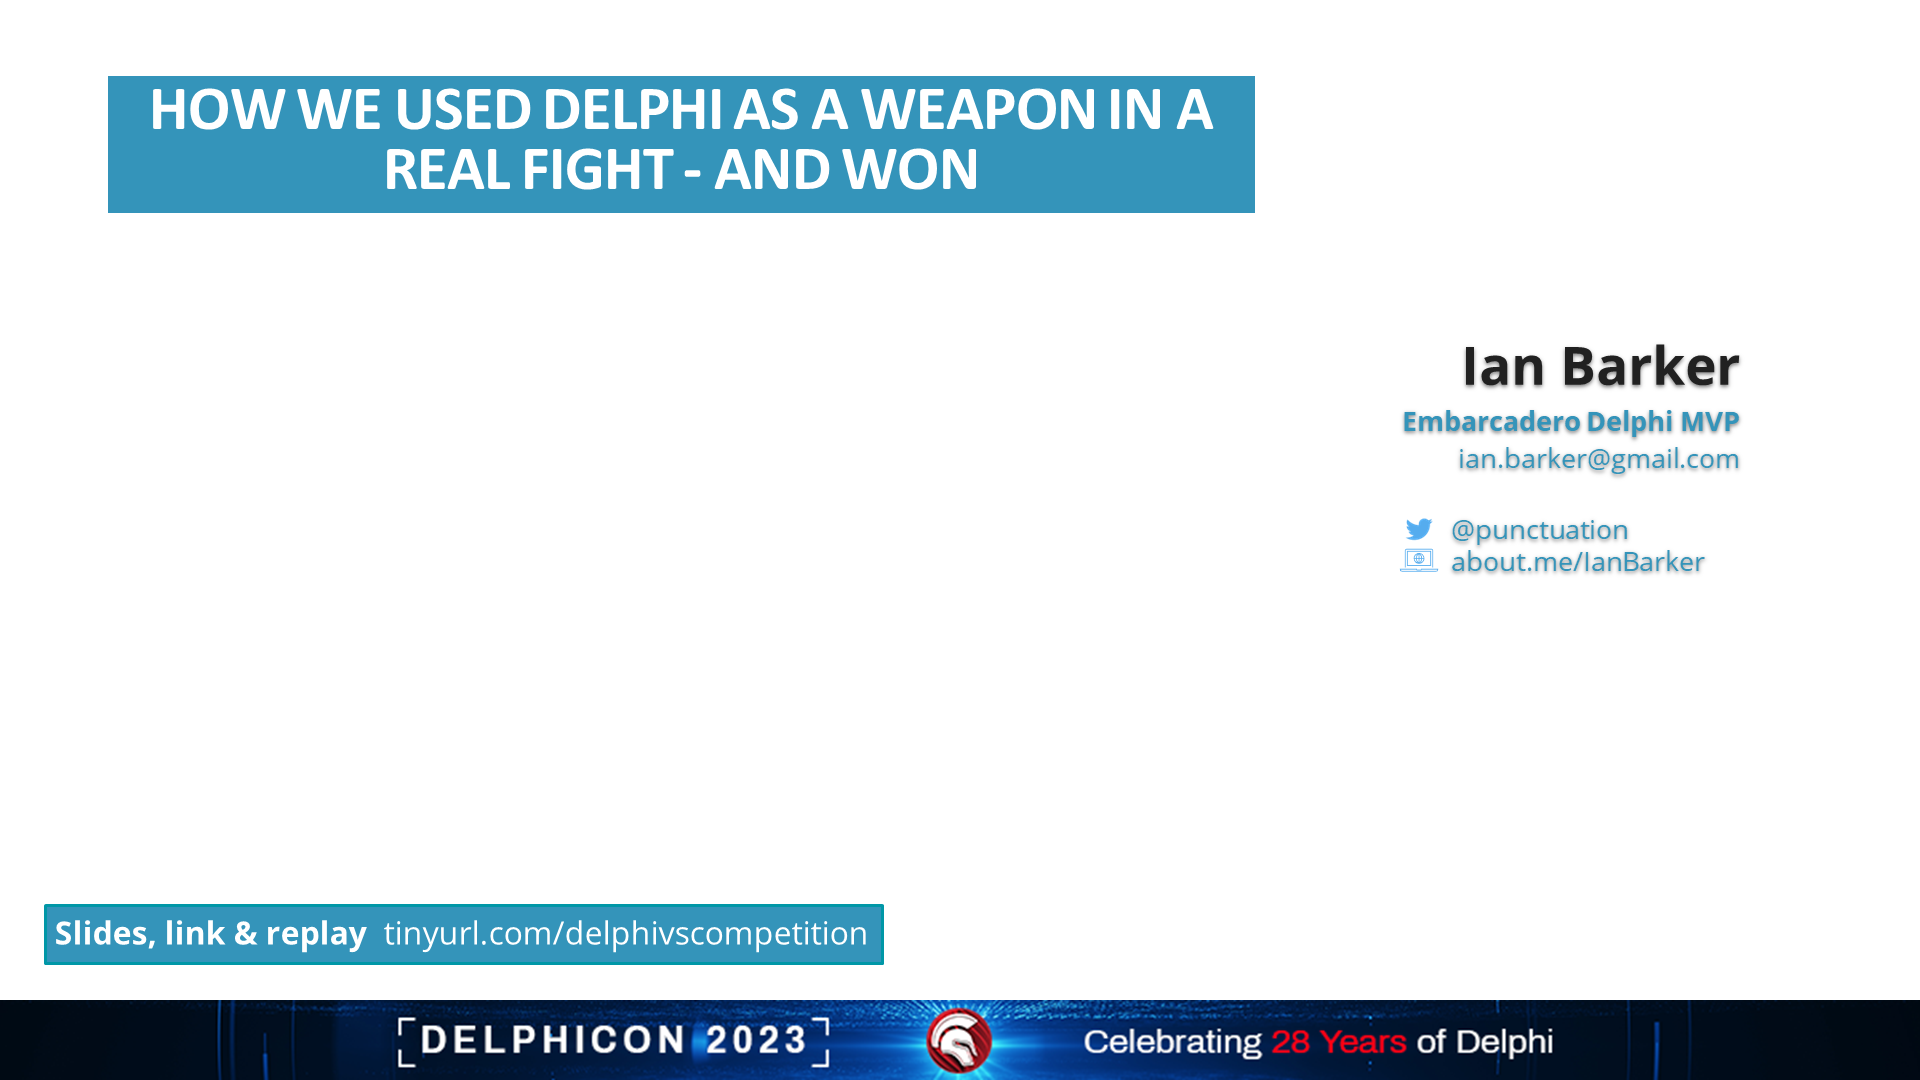 HOW WE USED DELPHI AS A WEAPON IN A
REAL FIGHT - AND WON
Ian Barker
Embarcadero Delphi MVP
ian.barker@gmail.com
@punctuation
about.me/IanBarker
Slides, link & replay tinyurl.com/delphivscompetition
DELPHICON 2023
Celebrating 28 Years of Delphi